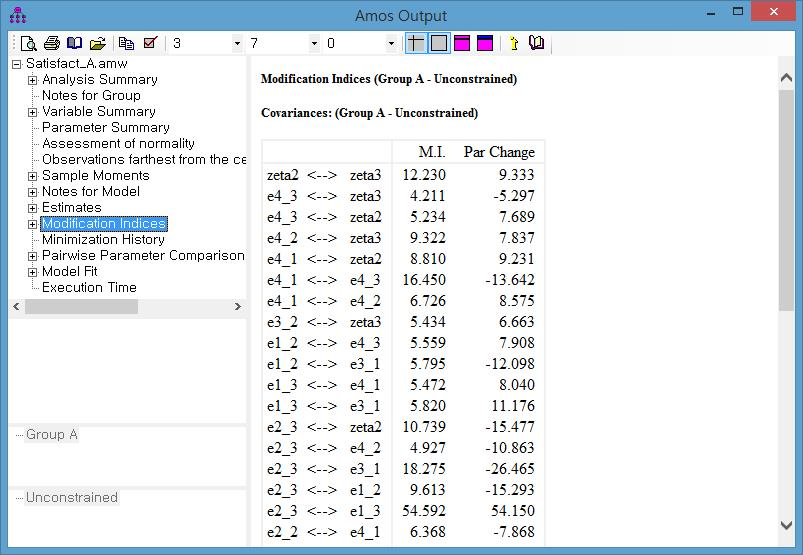 Amos Output
3 7 0
Satisfact_A.amw
Analysis Summary
Notes for Group
Variable Summary
Parameter Summary
Assessment of normality
Observations farthest from the ce
Sample Moments
Notes for Model
Estimates
Modification Indices
Minimization History
Pairwise Parameter Comparison
Model Fit
Execution Time
Group A
Unconstrained
Modification Indices (Group A - Unconstrained)
Covariances: (Group A - Unconstrained)
M.I. Par Change
zeta2 <--> zeta3 12.230 9.333
e4_3 <--> zeta3 4.211 -5.297
e4_3 <--> zeta2 5.234 7.689
e4_2 <--> zeta3 9.322 7.837
e4_1 <--> zeta2 8.810 9.231
e4_1 <--> e4_3 16.450 -13.642
e4_1 <--> e4_2 6.726 8.575
e3_2 <--> zeta3 5.434 6.663
e1_2 <--> e4_3 5.559 7.908
e1_2 <--> e3_1 5.795 -12.098
e1_3 <--> e4_1 5.472 8.040
e1_3 <--> e3_1 5.820 11.176
e2_3 <--> zeta2 10.739 -15.477
e2_3 <--> e4_2 4.927 -10.863
e2_3 <--> e3_1 18.275 -26.465
e2_3 <--> e1_2 9.613 -15.293
e2_3 <--> e1_3 54.592 54.150
e2_2 <--> e4_1 6.368 -7.868